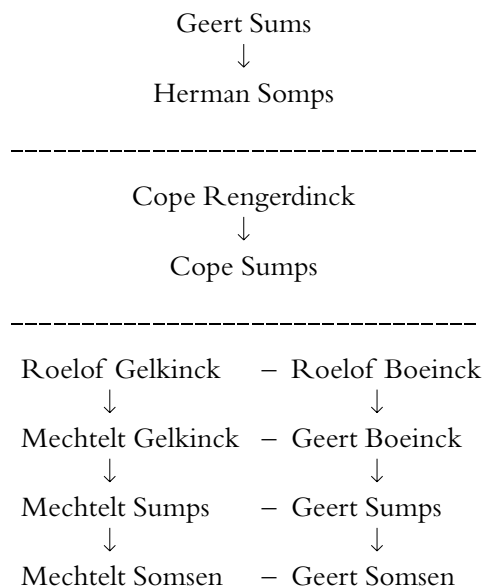 Geert Sums
↓
Herman Somps
Cope Rengerdinck
↓
Cope Sumps
Roelof Gelkinck – Roelof Boeinck
↓ ↓
Mechtelt Gelkinck – Geert Boeinck
↓ ↓
Mechtelt Sumps – Geert Sumps
↓ ↓
Mechtelt Somsen – Geert Somsen